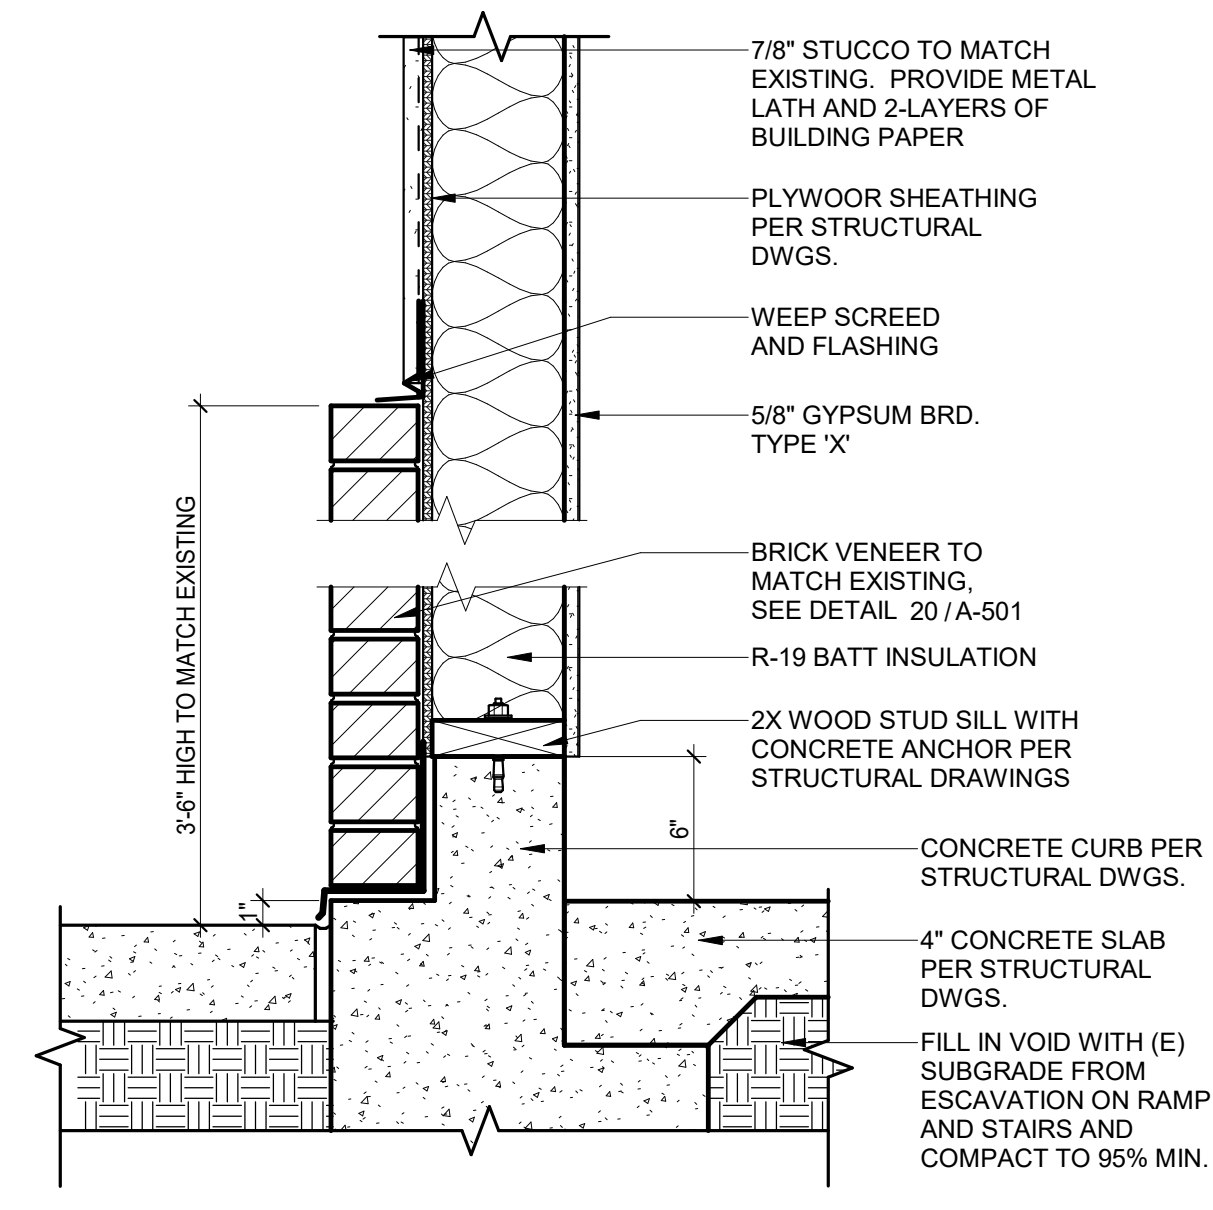 7/8" STUCCO TO MATCH
EXISTING.  PROVIDE METAL
LATH AND 2-LAYERS OF
BUILDING PAPER
PLYWOOR SHEATHING
PER STRUCTURAL
DWGS.
WEEP SCREED
AND FLASHING
5/8" GYPSUM BRD.
TYPE 'X'
3'-6" HIGH TO MATCH EXISTING
BRICK VENEER TO
MATCH EXISTING,
SEE DETAIL  20 / A-501
R-19 BATT INSULATION
2X WOOD STUD SILL WITH
CONCRETE ANCHOR PER
STRUCTURAL DRAWINGS
6"
1"
CONCRETE CURB PER
STRUCTURAL DWGS.
4" CONCRETE SLAB
PER STRUCTURAL
DWGS.
FILL IN VOID WITH (E)
SUBGRADE FROM
ESCAVATION ON RAMP
AND STAIRS AND
COMPACT TO 95% MIN.